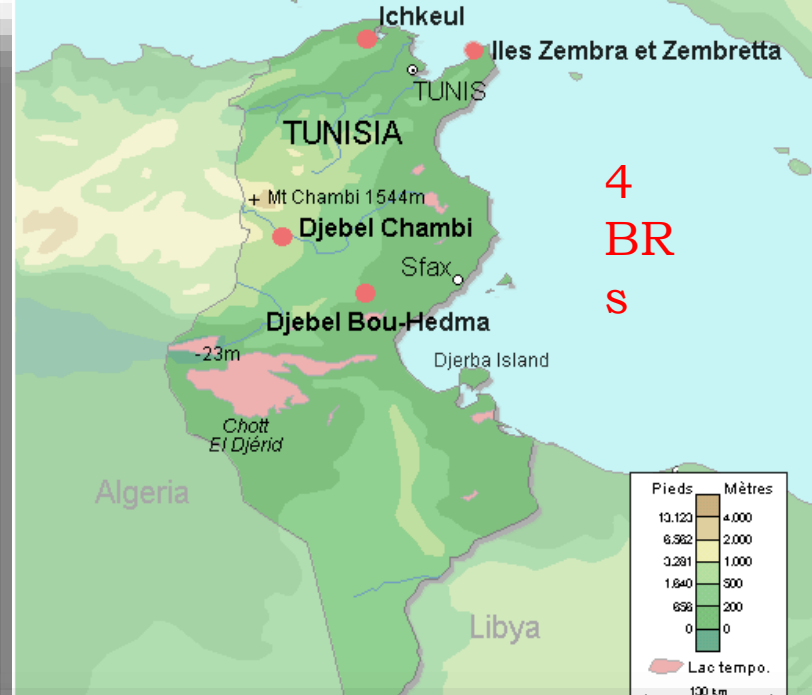 Ichkeul
Iles Zembra et Zembretta
TUNIS
TUNISIA
+ Mt Chambi 1544m
Djebel Chambi
Sfax
Djebel Bou-Hedma
-23m
Djerba Island
Chott
El Djérid
Algeria
Libya
4
BR
s
Pieds Mètres
13.123 4.000
6.562 2.000
3.281 1.000
1.640 500
656 200
0 0
Lac tempo.
130 km